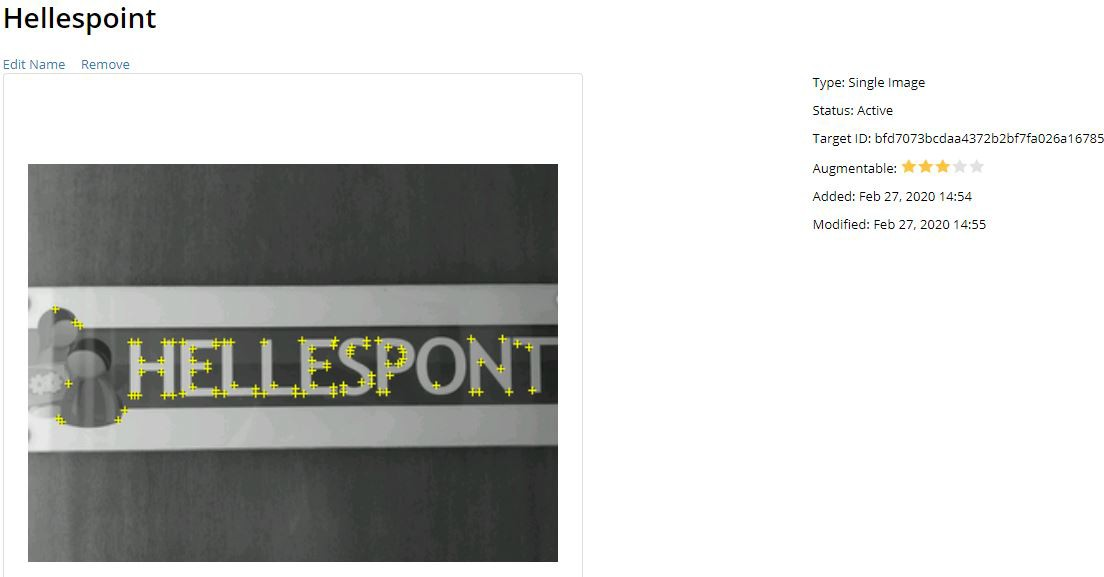 Hellespoint
Edit Name Remove
Type: Single Image
Status: Active
Target ID: bfd7073bcdaa4372b2bf7fa026a16785
Augmentable:
Added: Feb 27, 2020 14:54
Modified: Feb 27, 2020 14:55
HELLESPONT